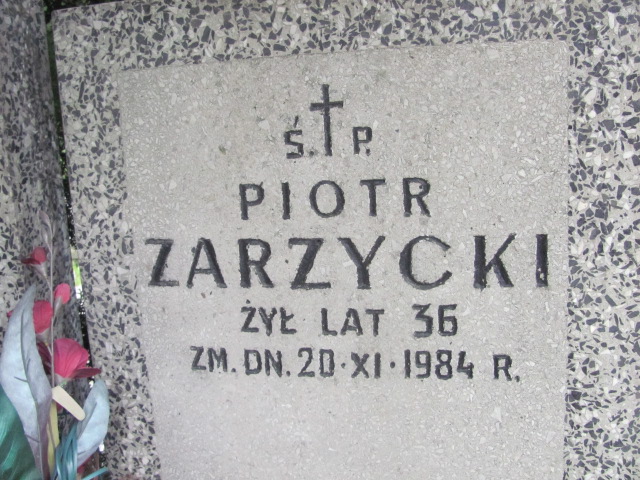 Ś. P.
PIOTR
ZARZYCKI
ŻYŁ LAT 36
ZM. DN. 20·XI·1984 R.